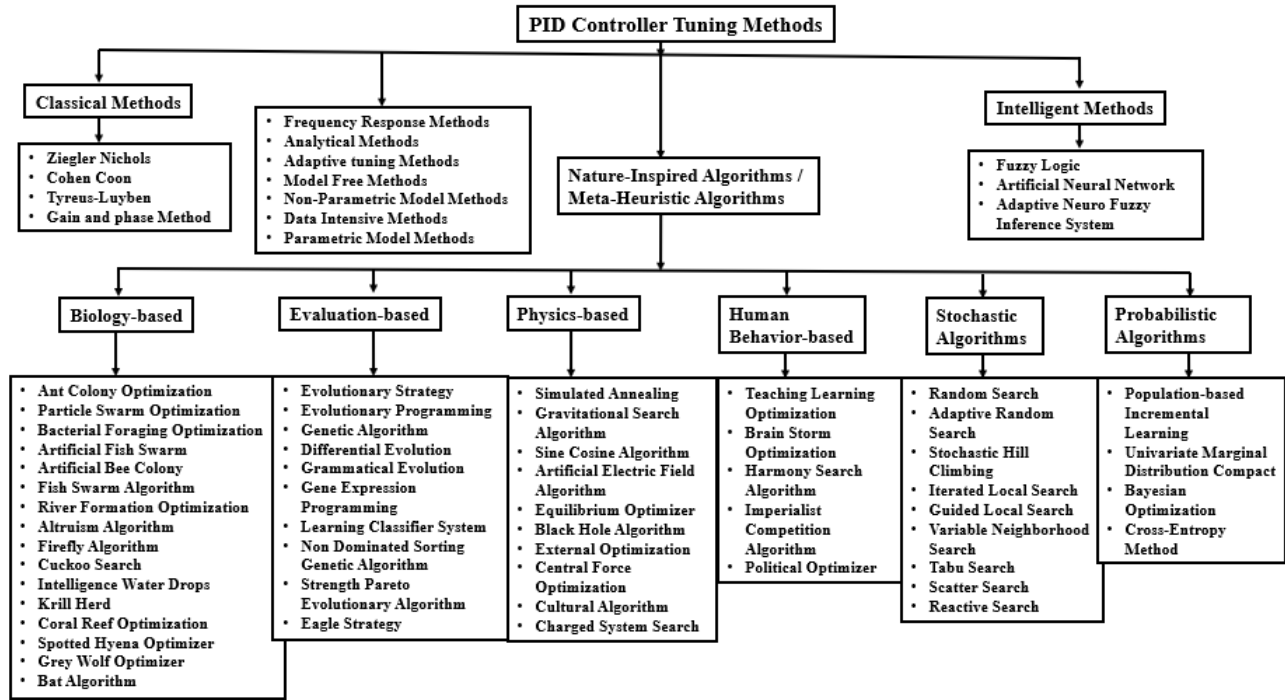 PID Controller Tuning Methods
Classical Methods
• Ziegler Nichols
• Cohen Coon
• Tyreus-Luyben
• Gain and phase Method
• Frequency Response Methods
• Analytical Methods
• Adaptive tuning Methods
• Model Free Methods
• Non-Parametric Model Methods
• Data Intensive Methods
• Parametric Model Methods
Nature-Inspired Algorithms /
Meta-Heuristic Algorithms
Intelligent Methods
• Fuzzy Logic
• Artificial Neural Network
• Adaptive Neuro Fuzzy
Inference System
Biology-based
• Ant Colony Optimization
• Particle Swarm Optimization
• Bacterial Foraging Optimization
• Artificial Fish Swarm
• Artificial Bee Colony
• Fish Swarm Algorithm
• River Formation Optimization
• Altruism Algorithm
• Firefly Algorithm
• Cuckoo Search
• Intelligence Water Drops
• Krill Herd
• Coral Reef Optimization
• Spotted Hyena Optimizer
• Grey Wolf Optimizer
• Bat Algorithm
Evaluation-based
• Evolutionary Strategy
• Evolutionary Programming
• Genetic Algorithm
• Differential Evolution
• Grammatical Evolution
• Gene Expression
Programming
• Learning Classifier System
• Non Dominated Sorting
Genetic Algorithm
• Strength Pareto
Evolutionary Algorithm
• Eagle Strategy
Physics-based
• Simulated Annealing
• Gravitational Search
Algorithm
• Sine Cosine Algorithm
• Artificial Electric Field
Algorithm
• Equilibrium Optimizer
• Black Hole Algorithm
• External Optimization
• Central Force
Optimization
• Cultural Algorithm
• Charged System Search
Human
Behavior-based
• Teaching Learning
Optimization
• Brain Storm
Optimization
• Harmony Search
Algorithm
• Imperialist
Competition
Algorithm
• Political Optimizer
Stochastic
Algorithms
• Random Search
• Adaptive Random
Search
• Stochastic Hill
Climbing
• Iterated Local Search
• Guided Local Search
• Variable Neighborhood
Search
• Tabu Search
• Scatter Search
• Reactive Search
Probabilistic
Algorithms
• Population-based
Incremental
Learning
• Univariate Marginal
Distribution Compact
• Bayesian
Optimization
• Cross-Entropy
Method